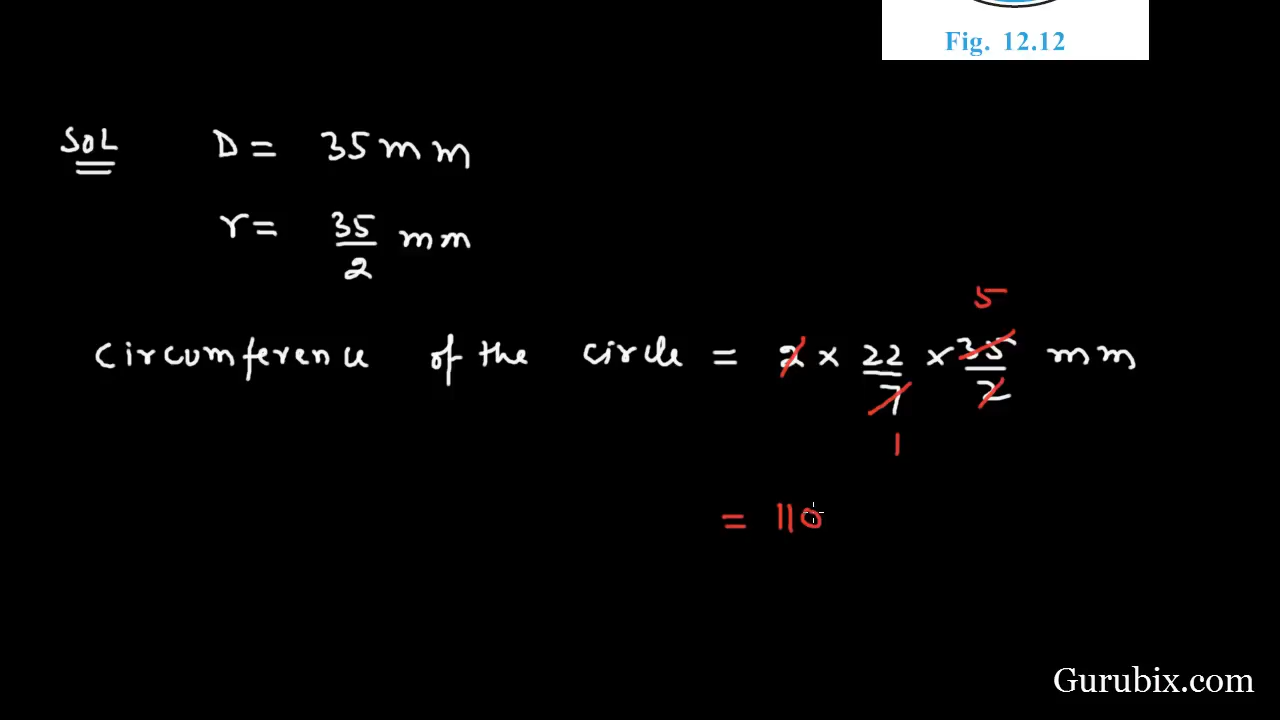 Fig. 12.12
SOL D = 35 mm
r = 35/2 mm
5
Circumference of the circle = 2 × 22/7 × 35/2 mm
1
= 110
Gurubix.com